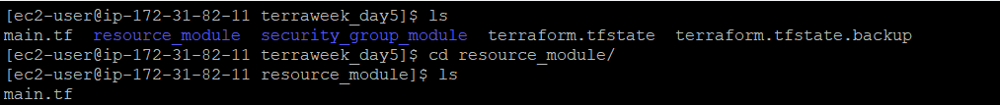 [ec2-user@ip-172-31-82-11 terraweek_day5]$ ls
main.tf  resource_module  security_group_module  terraform.tfstate  terraform.tfstate.backup
[ec2-user@ip-172-31-82-11 terraweek_day5]$ cd resource_module/
[ec2-user@ip-172-31-82-11 resource_module]$ ls
main.tf